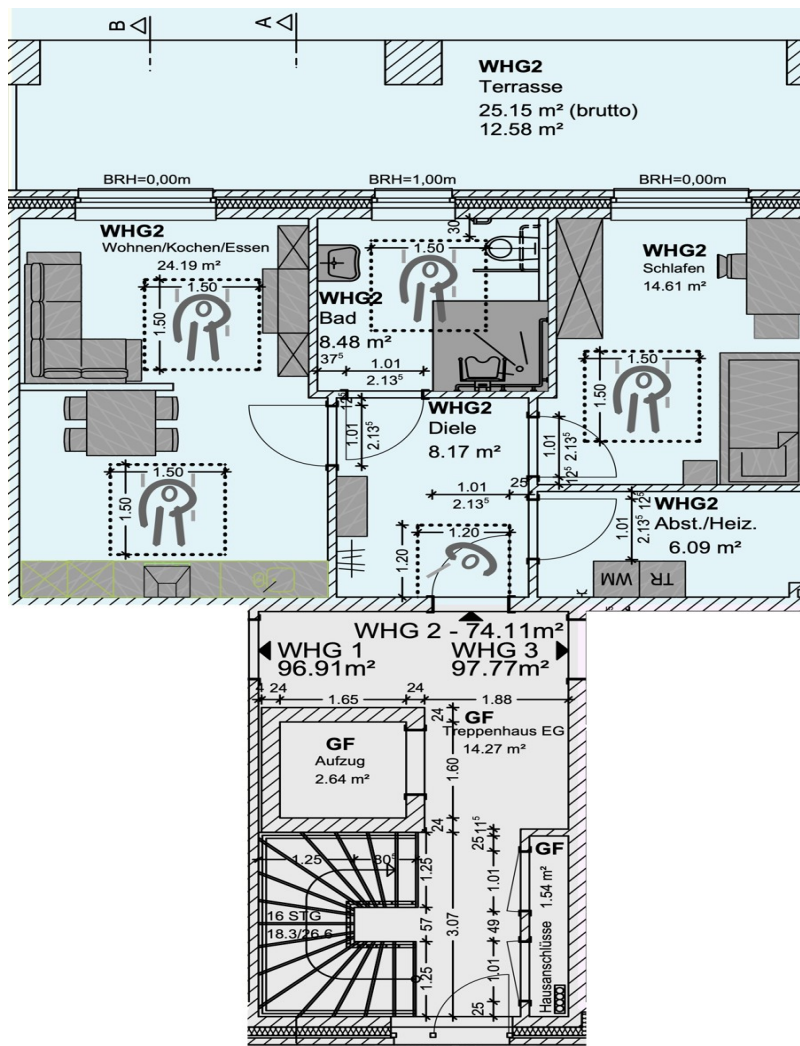 B
A
WHG2
Terrasse
25.15 m² (brutto)
12.58 m²
BRH=0,00m
BRH=1,00m
BRH=0,00m
WHG2
Wohnen/Kochen/Essen
24.19 m²
1.50
1.50
30
1.50
WHG2
Bad
8.48 m²
37⁵
1.01
2.13⁵
WHG2
Schlafen
14.61 m²
1.50
1.50
12⁵
1.01
2.13⁵
WHG2
Diele
8.17 m²
1.01
2.13⁵
12⁵
1.50
1.50
1.01
2.13⁵
25
1.20
1.20
WHG2
Abst./Heiz.
6.09 m²
12⁵
1.01
2.13⁵
WM
TR
WHG 2 - 74.11m²
WHG 1
96.91m²
WHG 3
97.77m²
4
24
1.65
24
1.88
24
GF
Treppenhaus EG
14.27 m²
GF
Aufzug
2.64 m²
1.60
24
1.25
80⁵
1.25
16 STG
18.3/26.6
57
1.25
3.07
11⁵
25
1.01
49
1.01
25
GF
1.54 m²
Hausanschlüsse